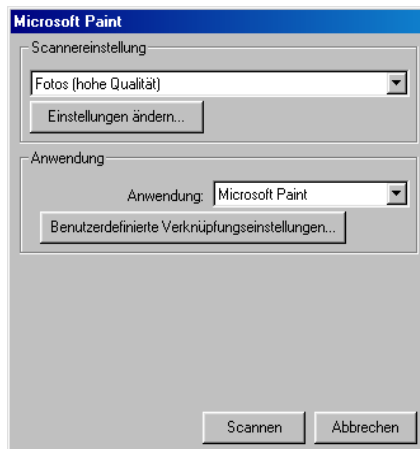 Microsoft Paint
Scannereinstellung
Fotos (hohe Qualität)
Einstellungen ändern...
Anwendung
Anwendung: Microsoft Paint
Benutzerdefinierte Verknüpfungseinstellungen...
Scannen Abbrechen